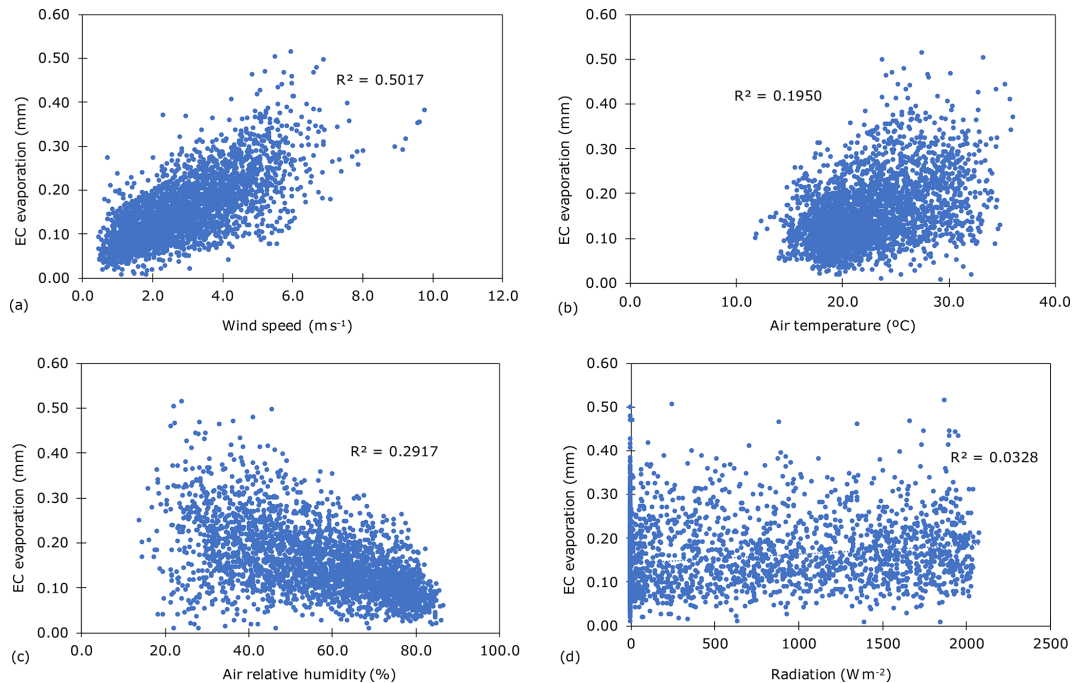 0.60
0.50
0.40
0.30
0.20
0.10
0.00
EC evaporation (mm)
R² = 0.5017
0.0 2.0 4.0 6.0 8.0 10.0 12.0
(a)
Wind speed (m s-1)
0.60
0.50
0.40
0.30
0.20
0.10
0.00
EC evaporation (mm)
R² = 0.1950
0.0 10.0 20.0 30.0 40.0
(b)
Air temperature (ºC)
0.60
0.50
0.40
0.30
0.20
0.10
0.00
EC evaporation (mm)
R² = 0.2917
0.0 20.0 40.0 60.0 80.0 100.0
(c)
Air relative humidity (%)
0.60
0.50
0.40
0.30
0.20
0.10
0.00
EC evaporation (mm)
R² = 0.0328
0 500 1000 1500 2000 2500
(d)
Radiation (W m-2)